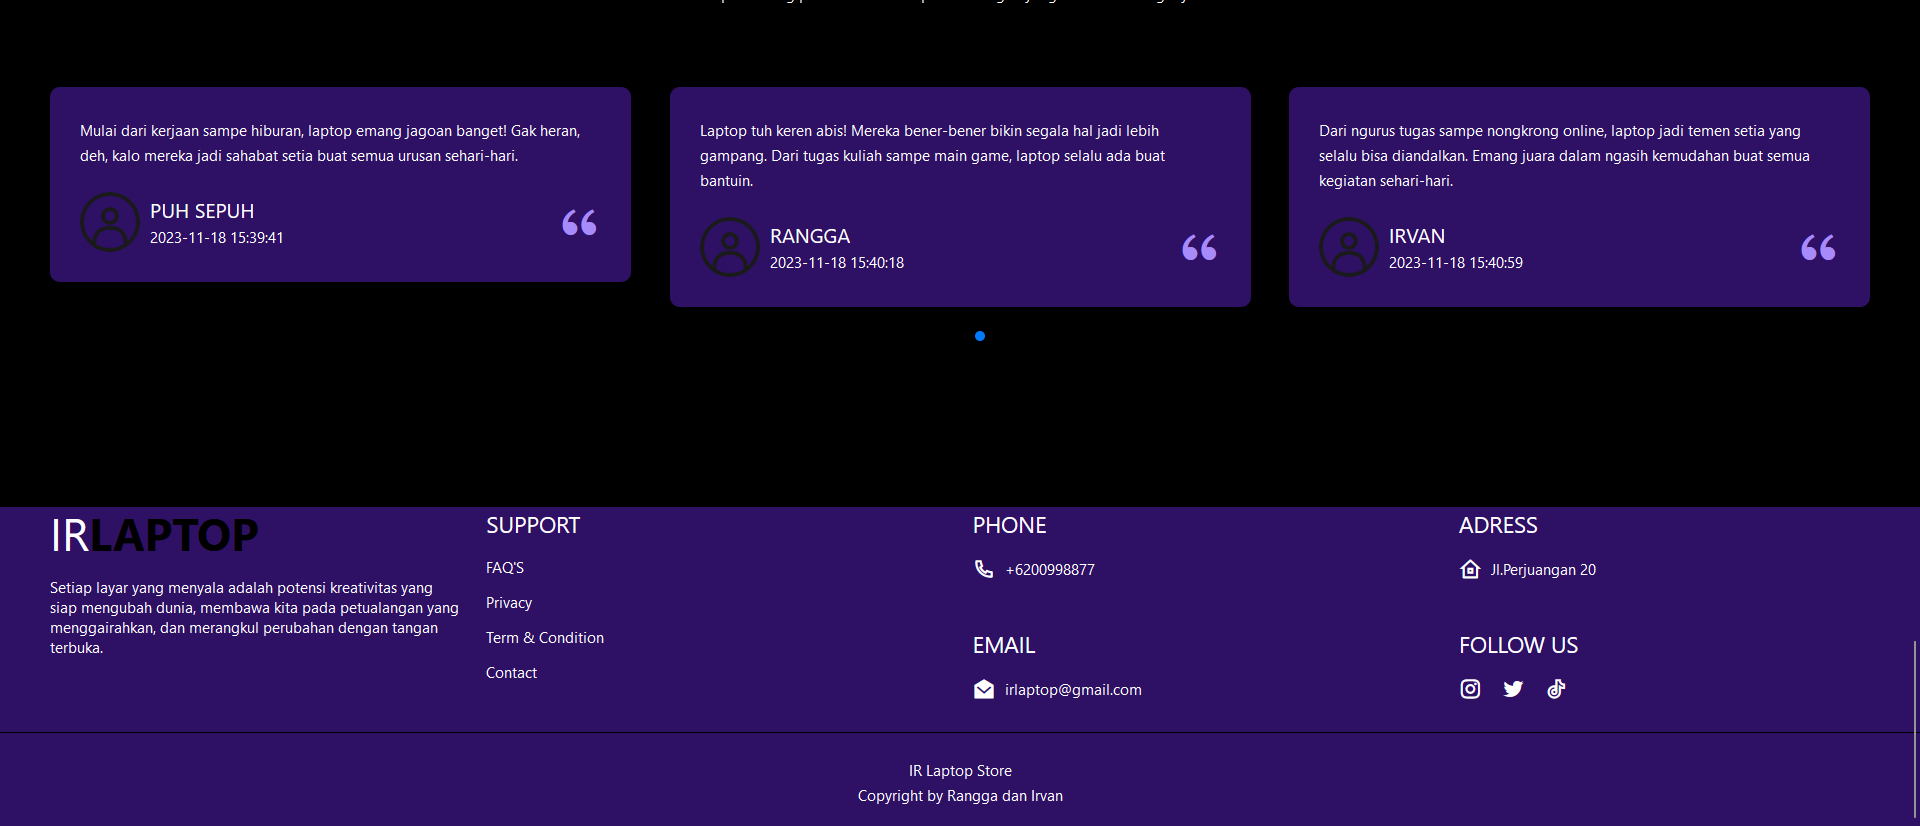 Mulai dari kerjaan sampe hiburan, laptop emang jagoan banget! Gak heran,
deh, kalo mereka jadi sahabat setia buat semua urusan sehari-hari.
PUH SEPUH
2023-11-18 15:39:41
Laptop tuh keren abis! Mereka bener-bener bikin segala hal jadi lebih
gampang. Dari tugas kuliah sampe main game, laptop selalu ada buat
bantuin.
RANGGA
2023-11-18 15:40:18
Dari ngurus tugas sampe nongkrong online, laptop jadi temen setia yang
selalu bisa diandalkan. Emang juara dalam ngasih kemudahan buat semua
kegiatan sehari-hari.
IRVAN
2023-11-18 15:40:59
IRLAPTOP
Setiap layar yang menyala adalah potensi kreativitas yang
siap mengubah dunia, membawa kita pada petualangan yang
menggairahkan, dan merangkul perubahan dengan tangan
terbuka.
SUPPORT
FAQ'S
Privacy
Term & Condition
Contact
PHONE
+6200998877
EMAIL
irlaptop@gmail.com
ADRESS
Jl.Perjuangan 20
FOLLOW US
IR Laptop Store
Copyright by Rangga dan Irvan